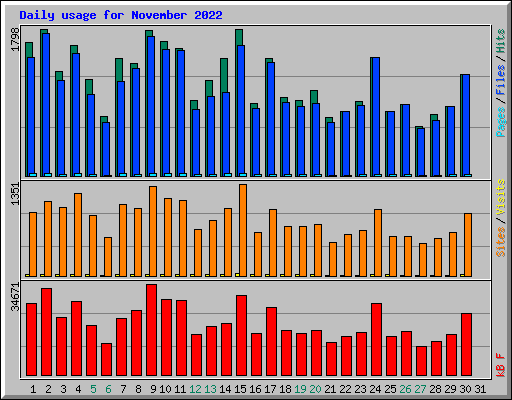 Daily usage for November 2022
1798
Pages/Files/Hits
1351
Sites/Visits
34671
kB F
1 2 3 4 5 6 7 8 9 10 11 12 13 14 15 16 17 18 19 20 21 22 23 24 25 26 27 28 29 30 31